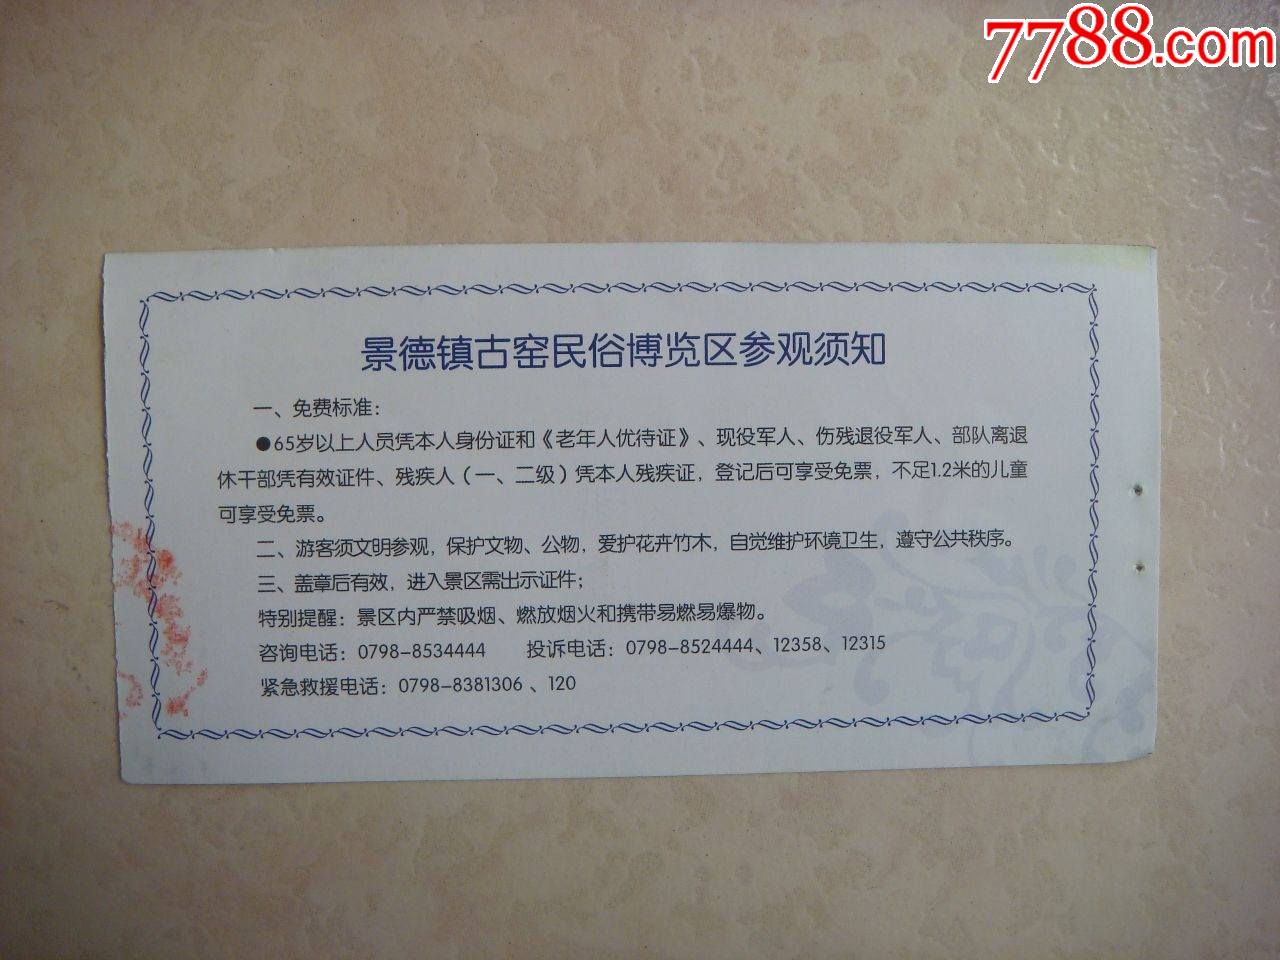 7788.com
景德镇古窑民俗博览区参观须知
一、免费标准：
●65岁以上人员凭本人身份证和《老年人优待证》、现役军人、伤残退役军人、部队离退
休干部凭有效证件、残疾人（一、二级）凭本人残疾证，登记后可享受免票，不足1.2米的儿童
可享受免票。
二、游客须文明参观，保护文物、公物，爱护花卉竹木，自觉维护环境卫生，遵守公共秩序。
三、盖章后有效，进入景区需出示证件；
特别提醒：景区内严禁吸烟、燃放烟火和携带易燃易爆物。
咨询电话：0798-8534444 投诉电话：0798-8524444、12358、12315
紧急救援电话：0798-8381306 、120